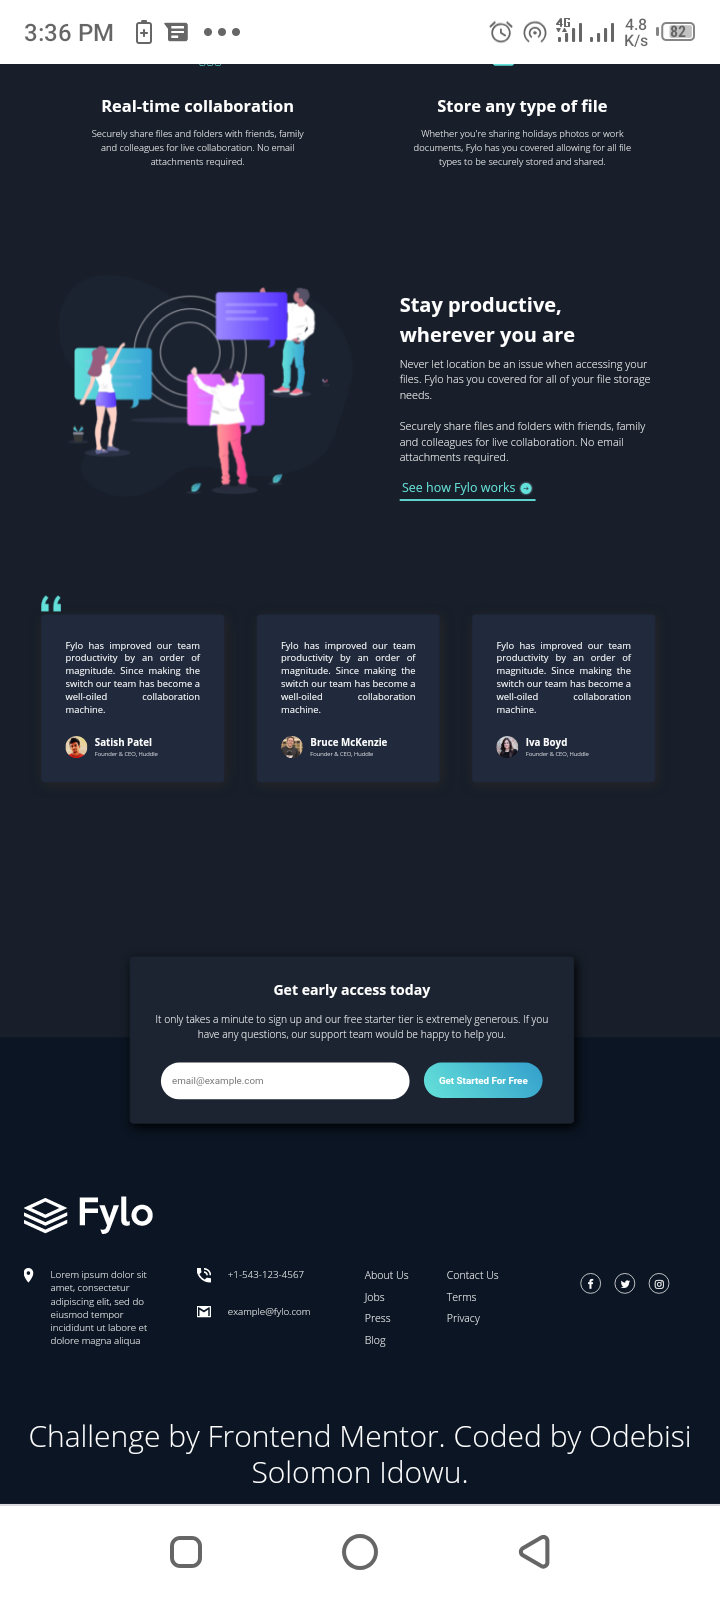 3:36 PM
4G
4.8
K/s
82
Real-time collaboration
Securely share files and folders with friends, family
and colleagues for live collaboration. No email
attachments required.
Store any type of file
Whether you're sharing holidays photos or work
documents, Fylo has you covered allowing for all file
types to be securely stored and shared.
Stay productive,
wherever you are
Never let location be an issue when accessing your
files. Fylo has you covered for all of your file storage
needs.
Securely share files and folders with friends, family
and colleagues for live collaboration. No email
attachments required.
See how Fylo works
Fylo has improved our team
productivity by an order of
magnitude. Since making the
switch our team has become a
well-oiled collaboration
machine.
Satish Patel
Founder & CEO, Huddle
Fylo has improved our team
productivity by an order of
magnitude. Since making the
switch our team has become a
well-oiled collaboration
machine.
Bruce McKenzie
Founder & CEO, Huddle
Fylo has improved our team
productivity by an order of
magnitude. Since making the
switch our team has become a
well-oiled collaboration
machine.
Iva Boyd
Founder & CEO, Huddle
Get early access today
It only takes a minute to sign up and our free starter tier is extremely generous. If you
have any questions, our support team would be happy to help you.
email@example.com
Get Started For Free
Fylo
Lorem ipsum dolor sit
amet, consectetur
adipiscing elit, sed do
eiusmod tempor
incididunt ut labore et
dolore magna aliqua
+1-543-123-4567
example@fylo.com
About Us
Jobs
Press
Blog
Contact Us
Terms
Privacy
Challenge by Frontend Mentor. Coded by Odebisi
Solomon Idowu.